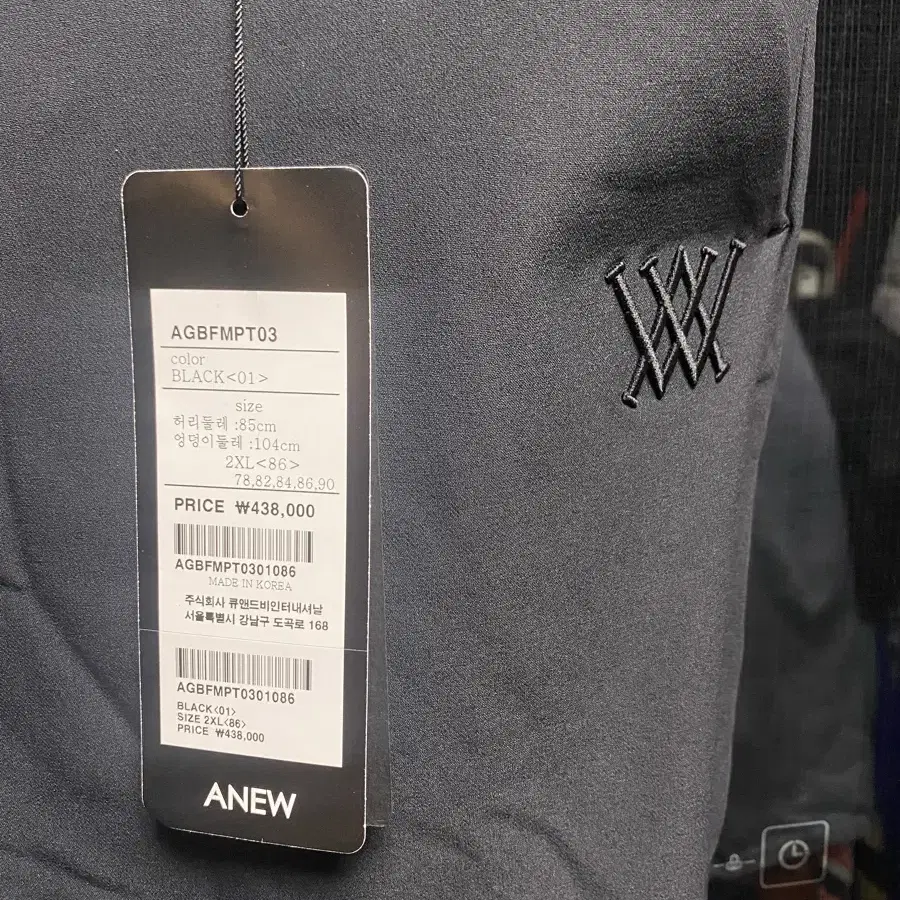 AGBFMPT03
color
BLACK<01>
size
허리둘레 :85cm
엉덩이둘레 :104cm
2XL<86>
78,82,84,86,90
PRICE ₩438,000
AGBFMPT0301086
MADE IN KOREA
주식회사 큐앤드비인터내셔날
서울특별시 강남구 도곡로 168
AGBFMPT0301086
BLACK<01>
SIZE 2XL<86>
PRICE ₩438,000
ANEW